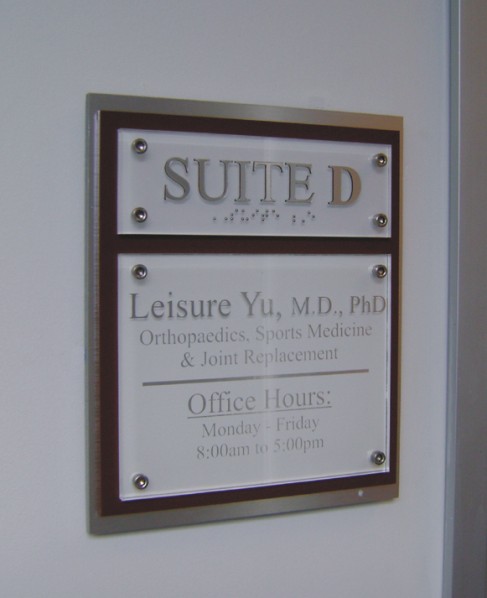 SUITE D
Leisure Yu, M.D., PhD
Orthopaedics, Sports Medicine
& Joint Replacement
Office Hours:
Monday - Friday
8:00am to 5:00pm